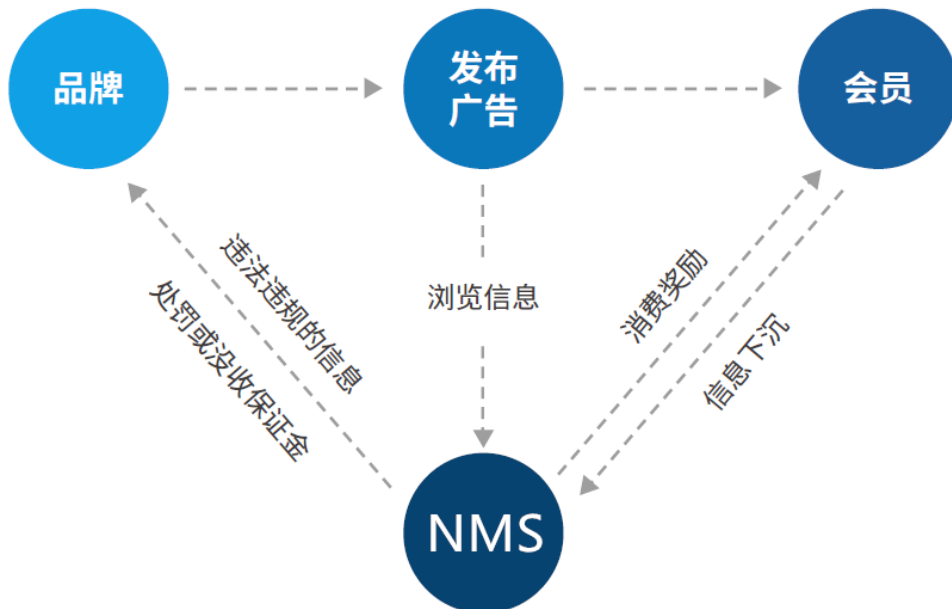 品牌
发布
广告
会员
违法违规的信息
处罚或没收保证金
浏览信息
消费奖励
信息下沉
NMS